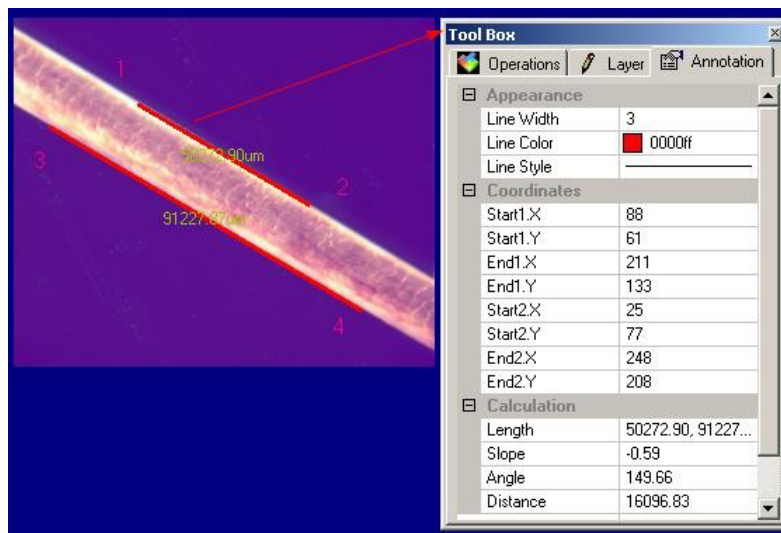 1
50272.90um
2
3
91227.87um
4
Tool Box
Operations
Layer
Annotation
Appearance
Line Width 3
Line Color 0000ff
Line Style
Coordinates
Start1.X 88
Start1.Y 61
End1.X 211
End1.Y 133
Start2.X 25
Start2.Y 77
End2.X 248
End2.Y 208
Calculation
Length 50272.90, 91227...
Slope -0.59
Angle 149.66
Distance 16096.83